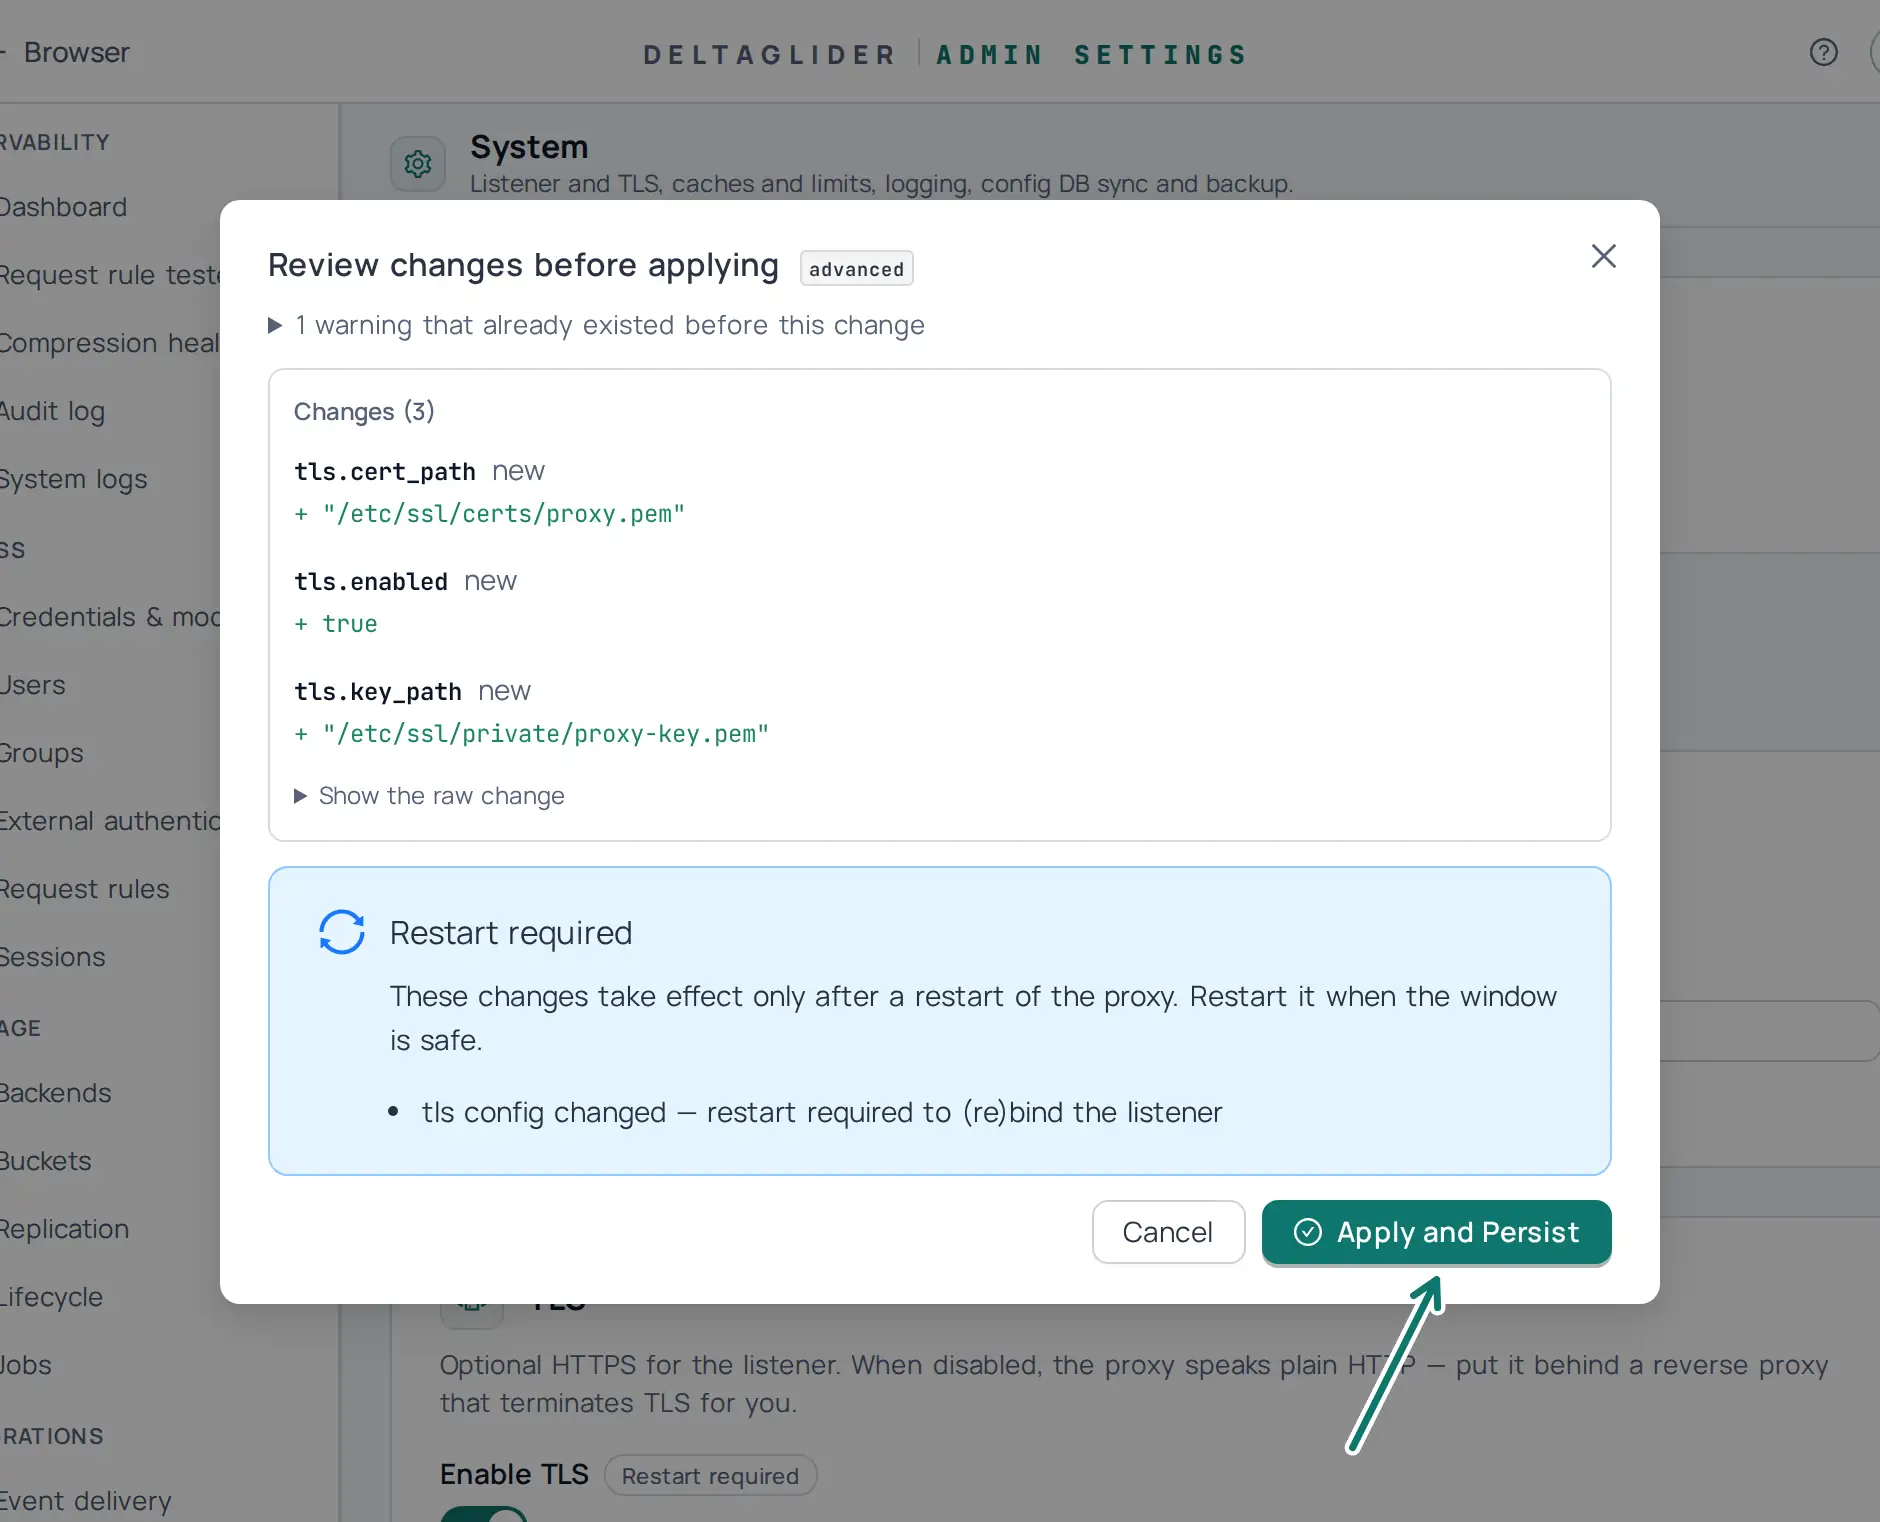 Browser
DELTAGLIDER | ADMIN SETTINGS
RVABILITY
Dashboard
Request rule teste
Compression heal
Audit log
System logs
SS
Credentials & mod
Users
Groups
External authentic
Request rules
Sessions
AGE
Backends
Buckets
Replication
Lifecycle
Jobs
RATIONS
Event delivery
System
Listener and TLS, caches and limits, logging, config DB sync and backup.
Review changes before applying advanced
▶ 1 warning that already existed before this change
Changes (3)
tls.cert_path new
+ "/etc/ssl/certs/proxy.pem"
tls.enabled new
+ true
tls.key_path new
+ "/etc/ssl/private/proxy-key.pem"
▶ Show the raw change
Restart required
These changes take effect only after a restart of the proxy. Restart it when the window
is safe.
• tls config changed — restart required to (re)bind the listener
Cancel
Apply and Persist
TLS
Optional HTTPS for the listener. When disabled, the proxy speaks plain HTTP — put it behind a reverse proxy
that terminates TLS for you.
Enable TLS Restart required